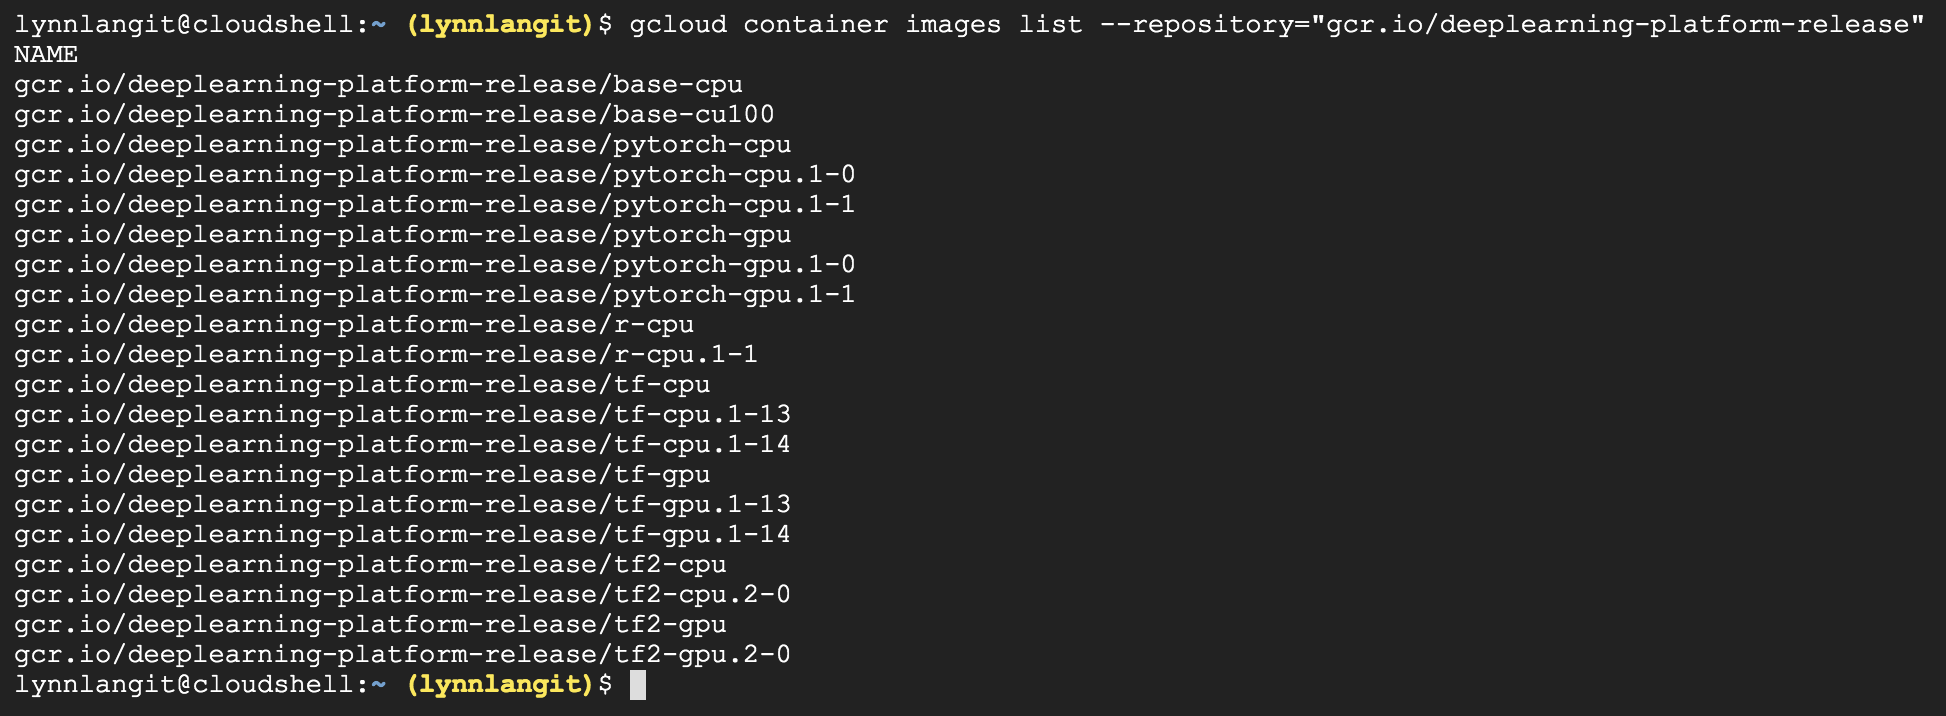 lynnlangit@cloudshell:~ (lynnlangit)$ gcloud container images list --repository="gcr.io/deeplearning-platform-release"
NAME
gcr.io/deeplearning-platform-release/base-cpu
gcr.io/deeplearning-platform-release/base-cu100
gcr.io/deeplearning-platform-release/pytorch-cpu
gcr.io/deeplearning-platform-release/pytorch-cpu.1-0
gcr.io/deeplearning-platform-release/pytorch-cpu.1-1
gcr.io/deeplearning-platform-release/pytorch-gpu
gcr.io/deeplearning-platform-release/pytorch-gpu.1-0
gcr.io/deeplearning-platform-release/pytorch-gpu.1-1
gcr.io/deeplearning-platform-release/r-cpu
gcr.io/deeplearning-platform-release/r-cpu.1-1
gcr.io/deeplearning-platform-release/tf-cpu
gcr.io/deeplearning-platform-release/tf-cpu.1-13
gcr.io/deeplearning-platform-release/tf-cpu.1-14
gcr.io/deeplearning-platform-release/tf-gpu
gcr.io/deeplearning-platform-release/tf-gpu.1-13
gcr.io/deeplearning-platform-release/tf-gpu.1-14
gcr.io/deeplearning-platform-release/tf2-cpu
gcr.io/deeplearning-platform-release/tf2-cpu.2-0
gcr.io/deeplearning-platform-release/tf2-gpu
gcr.io/deeplearning-platform-release/tf2-gpu.2-0
lynnlangit@cloudshell:~ (lynnlangit)$